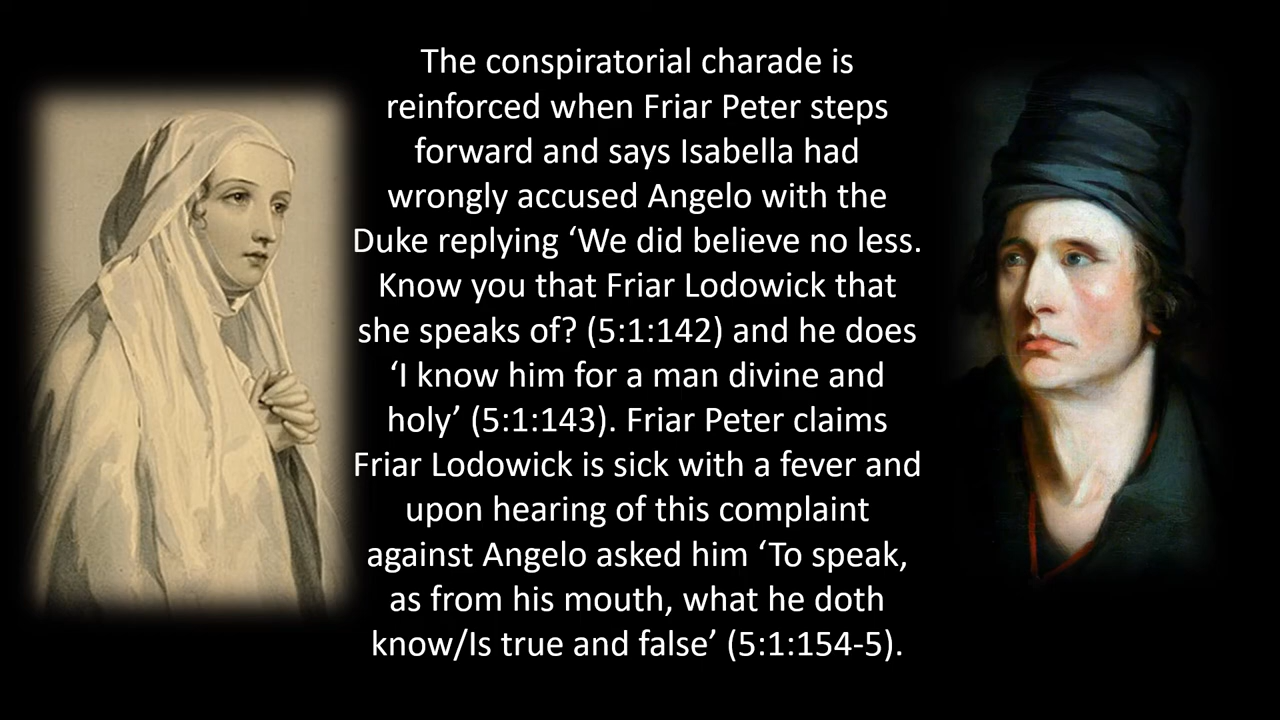 The conspiratorial charade is
reinforced when Friar Peter steps
forward and says Isabella had
wrongly accused Angelo with the
Duke replying ‘We did believe no less.
Know you that Friar Lodowick that
she speaks of? (5:1:142) and he does
‘I know him for a man divine and
holy’ (5:1:143). Friar Peter claims
Friar Lodowick is sick with a fever and
upon hearing of this complaint
against Angelo asked him ‘To speak,
as from his mouth, what he doth
know/Is true and false’ (5:1:154-5).